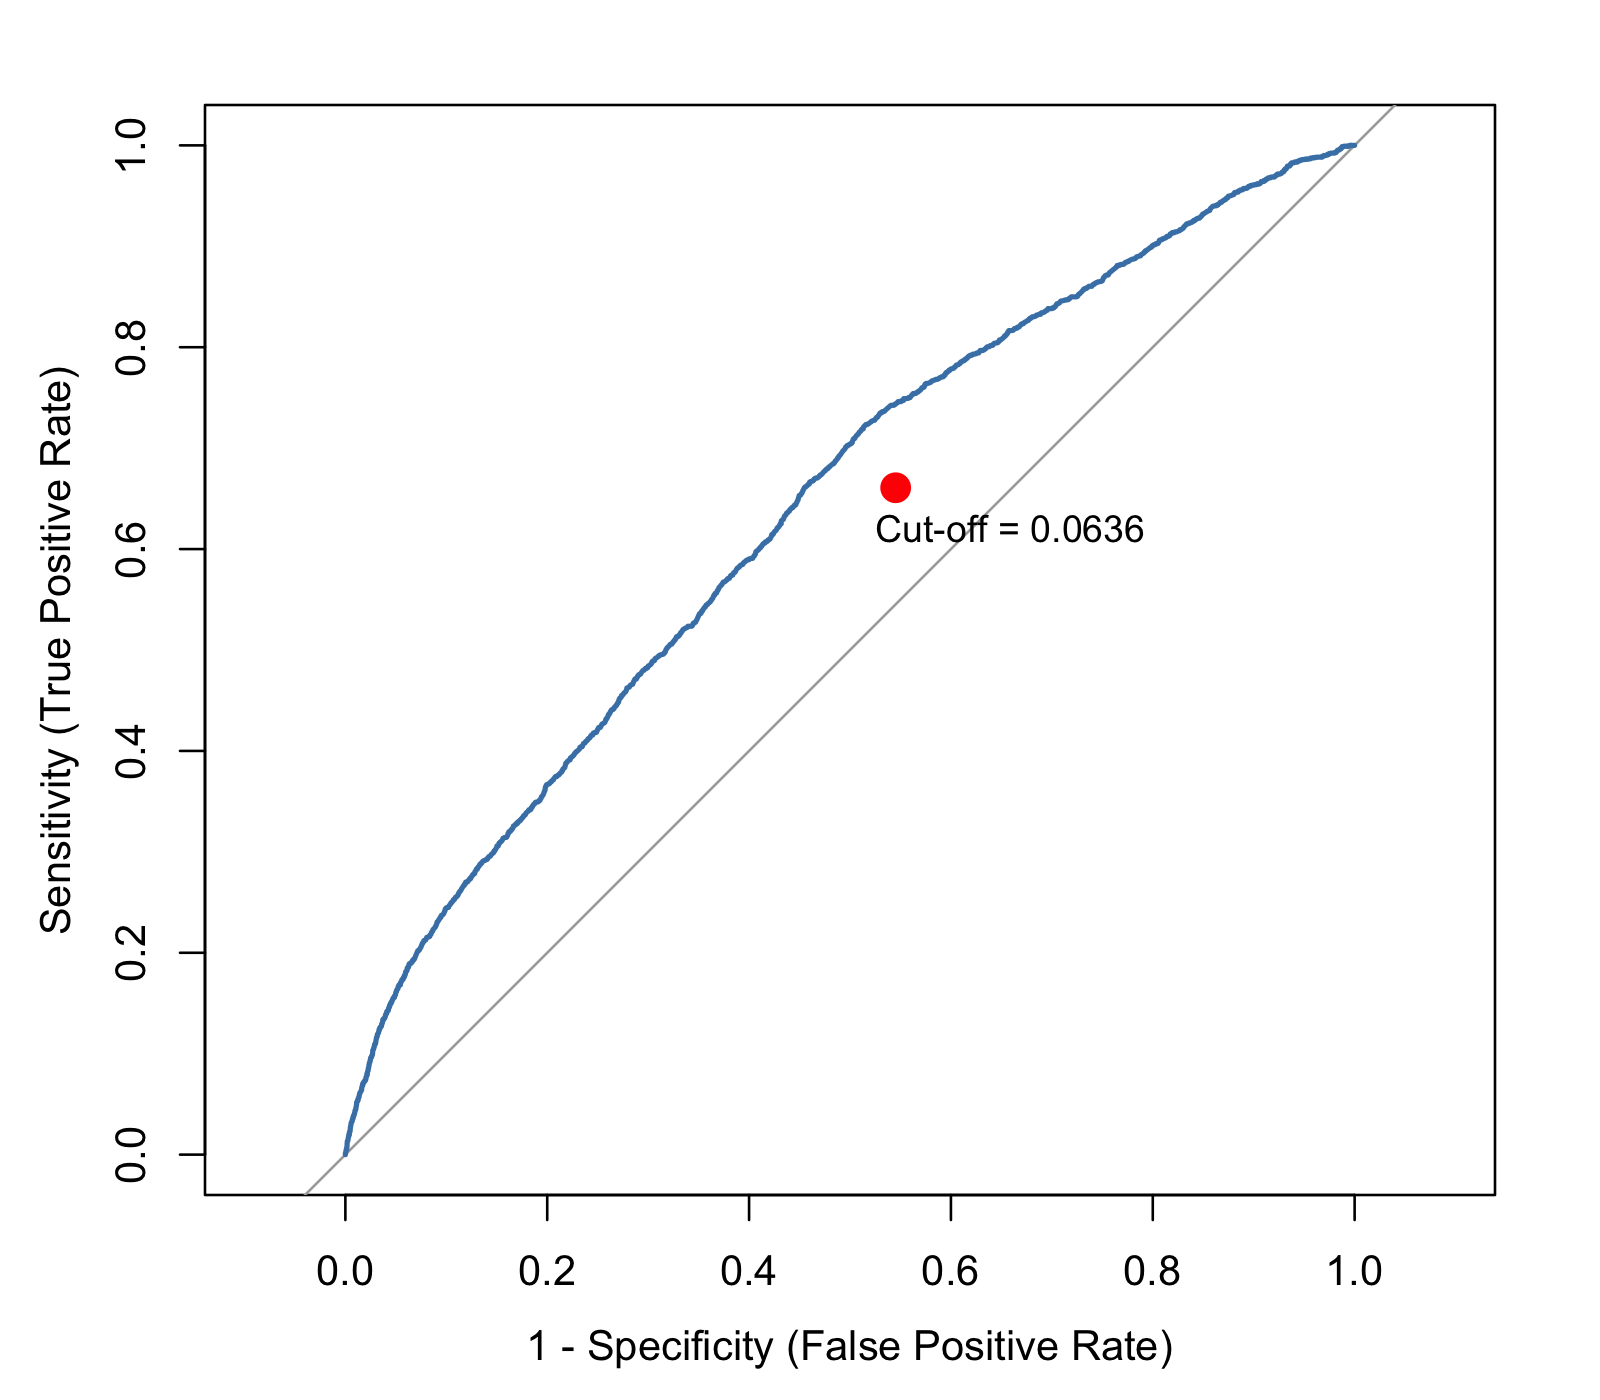 Sensitivity (True Positive Rate)
1.0
0.8
0.6
0.4
0.2
0.0
Cut-off = 0.0636
0.0 0.2 0.4 0.6 0.8 1.0
1 - Specificity (False Positive Rate)